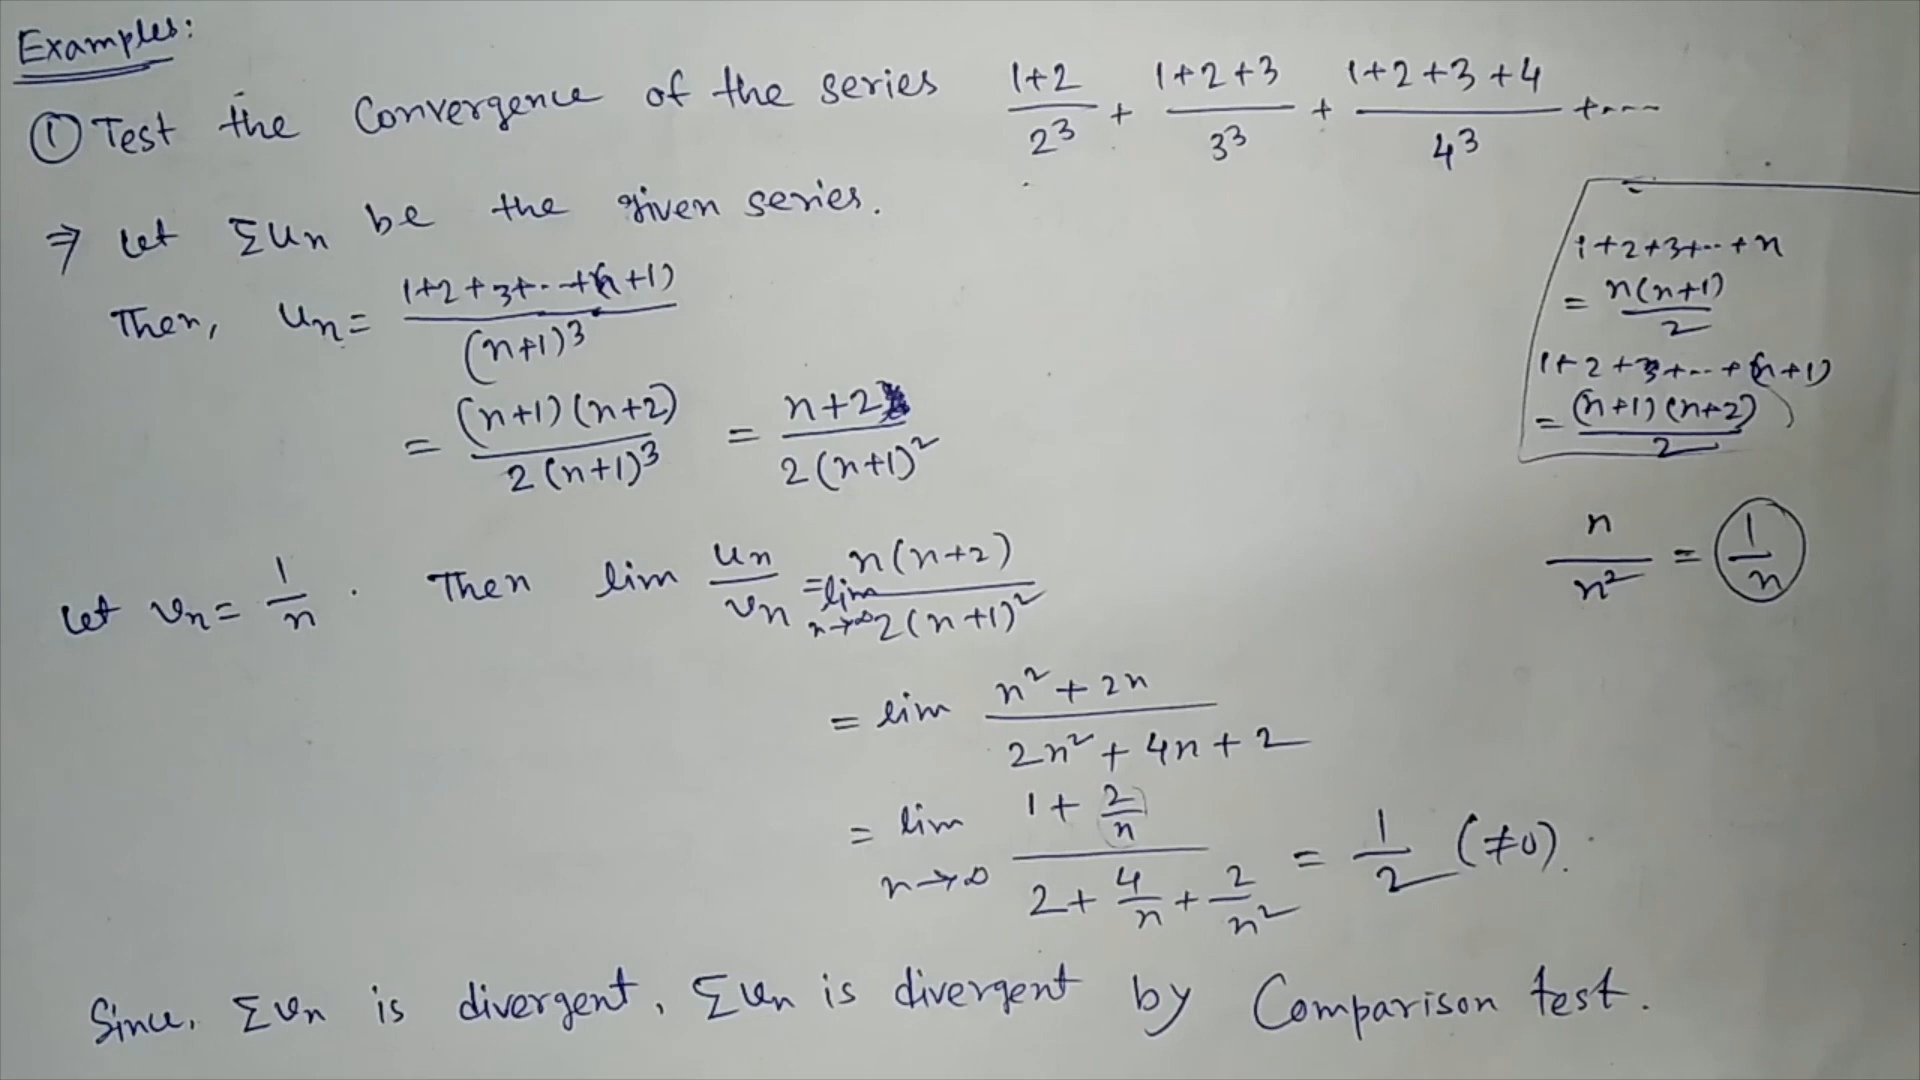 Examples:
① Test the Convergence of the series (1+2)/2³ + (1+2+3)/3³ + (1+2+3+4)/4³ + ....
⇒ Let Σun be the given series.
Then, un = (1+2+3+..+(n+1))/(n+1)³
= (n+1)(n+2)/2(n+1)³ = (n+2)/2(n+1)²
1+2+3+..+n
= n(n+1)/2
1+2+3+...+(n+1)
= (n+1)(n+2)/2
n/n² = 1/n
Let vn = 1/n . Then lim un/vn = lim n→∞ n(n+2)/2(n+1)²
= lim (n²+2n)/(2n²+4n+2)
= lim n→∞ (1+2/n)/(2+4/n+2/n²) = 1/2 (≠0).
Since, Σvn is divergent, Σun is divergent by Comparison test.